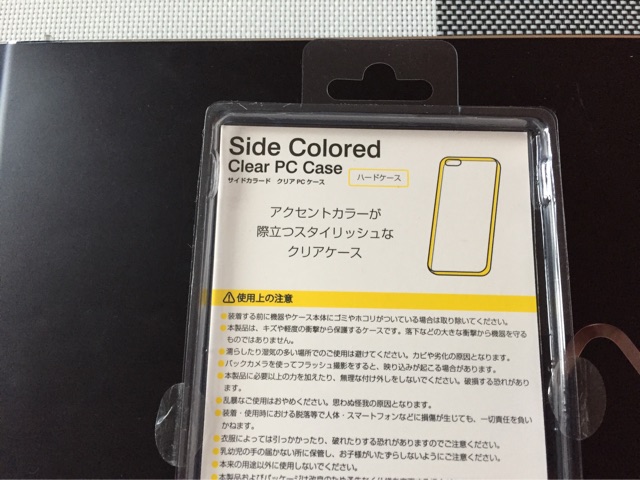 Side Colored
Clear PC Case
サイドカラード クリアPCケース
ハードケース
アクセントカラーが
際立つスタイリッシュな
クリアケース
使用上の注意
●装着する前に機器やケース本体にゴミやホコリがついている場合は取り除いてください。
●本製品は、キズや軽度の衝撃から保護するケースです。落下などの大きな衝撃から機器を守る
ものではありません。
●濡らしたり湿気の多い場所でのご使用は避けてください。カビや劣化の原因となります。
●バックカメラを使ってフラッシュ撮影をすると、映り込みが起こる場合があります。
●本製品に必要以上の力を加えたり、無理な付け外しをしないでください。破損する恐れがあり
ます。
●乱暴なご使用はおやめください。思わぬ怪我の原因となります。
●装着・使用時における脱落等で人体・スマートフォンなどに損傷が生じても、一切責任を負い
かねます。
●衣服によっては引っかかったり、破れたりする恐れがありますのでご注意ください。
●乳幼児の手の届かない所に保管し、お子様がいたずらしないようにご注意ください。
●本来の用途以外に使用しないでください。